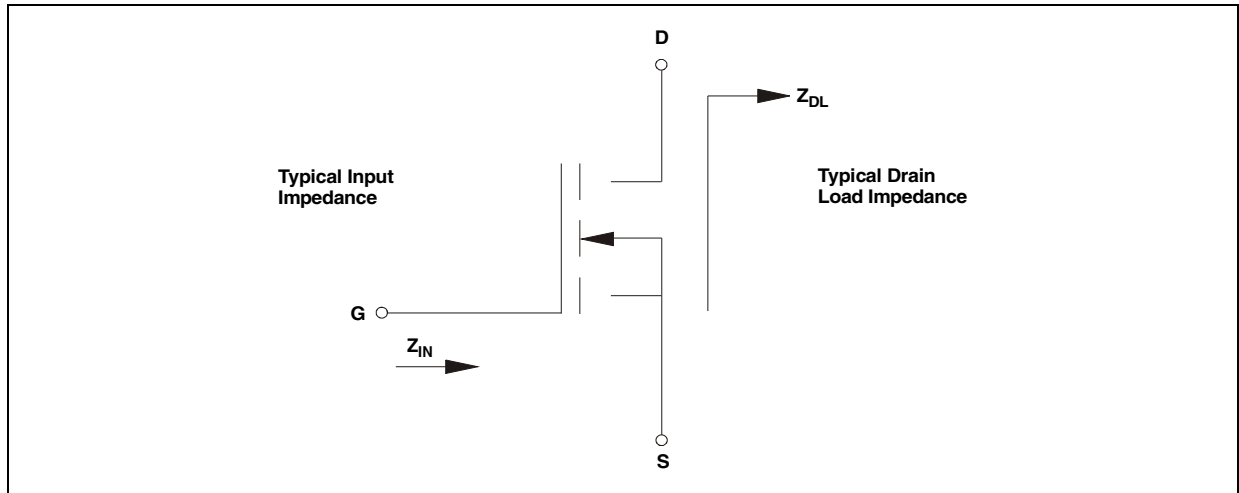 D
Z_DL
Typical Input
Impedance
Typical Drain
Load Impedance
G
Z_IN
S